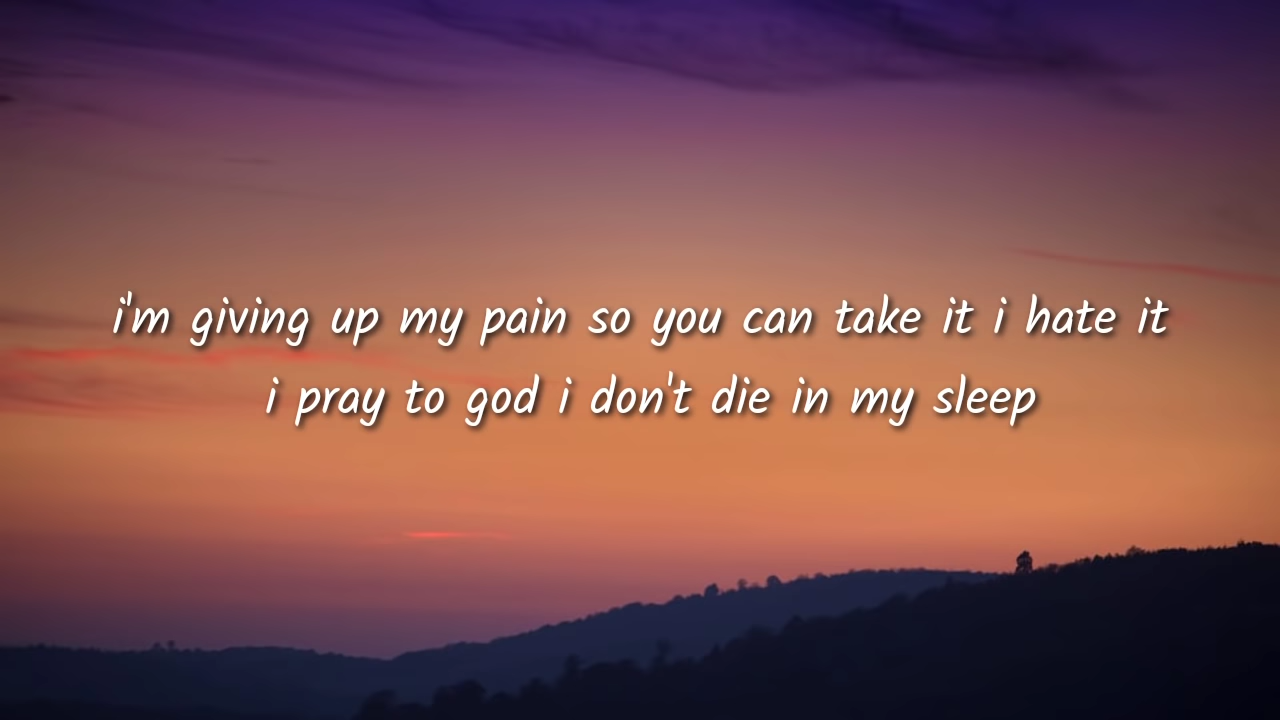 i'm giving up my pain so you can take it i hate it
i pray to god i don't die in my sleep